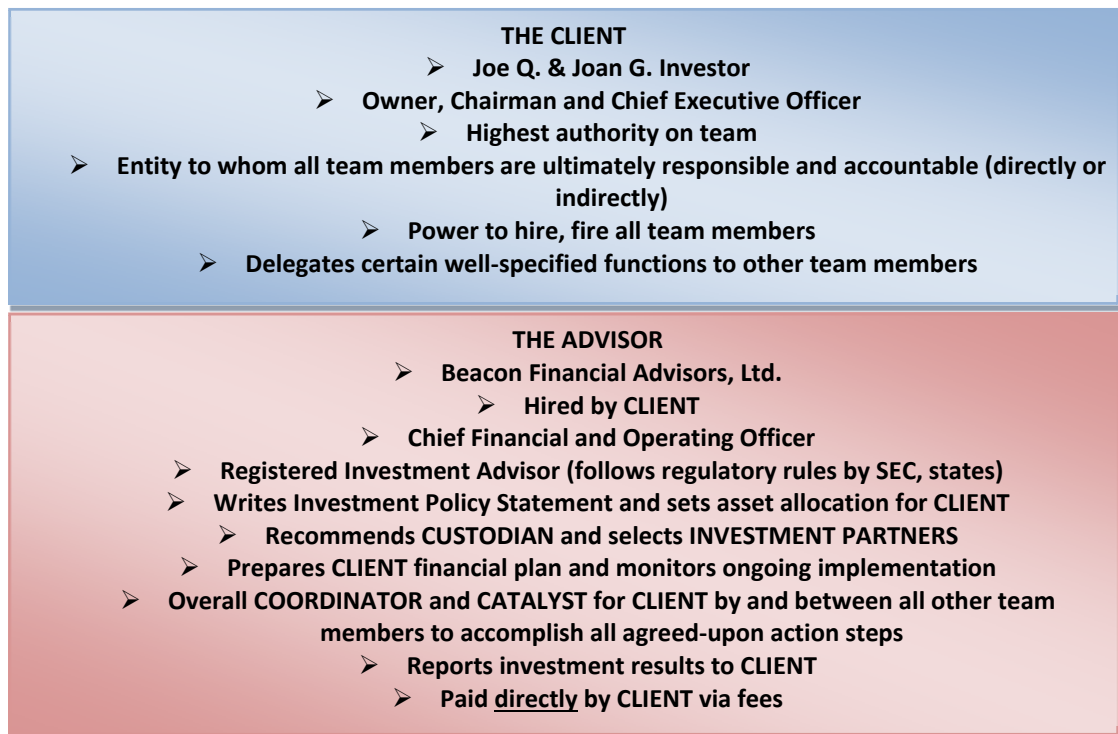 THE CLIENT
➢ Joe Q. & Joan G. Investor
➢ Owner, Chairman and Chief Executive Officer
➢ Highest authority on team
➢ Entity to whom all team members are ultimately responsible and accountable (directly or
indirectly)
➢ Power to hire, fire all team members
➢ Delegates certain well-specified functions to other team members
THE ADVISOR
➢ Beacon Financial Advisors, Ltd.
➢ Hired by CLIENT
➢ Chief Financial and Operating Officer
➢ Registered Investment Advisor (follows regulatory rules by SEC, states)
➢ Writes Investment Policy Statement and sets asset allocation for CLIENT
➢ Recommends CUSTODIAN and selects INVESTMENT PARTNERS
➢ Prepares CLIENT financial plan and monitors ongoing implementation
➢ Overall COORDINATOR and CATALYST for CLIENT by and between all other team
members to accomplish all agreed-upon action steps
➢ Reports investment results to CLIENT
➢ Paid directly by CLIENT via fees